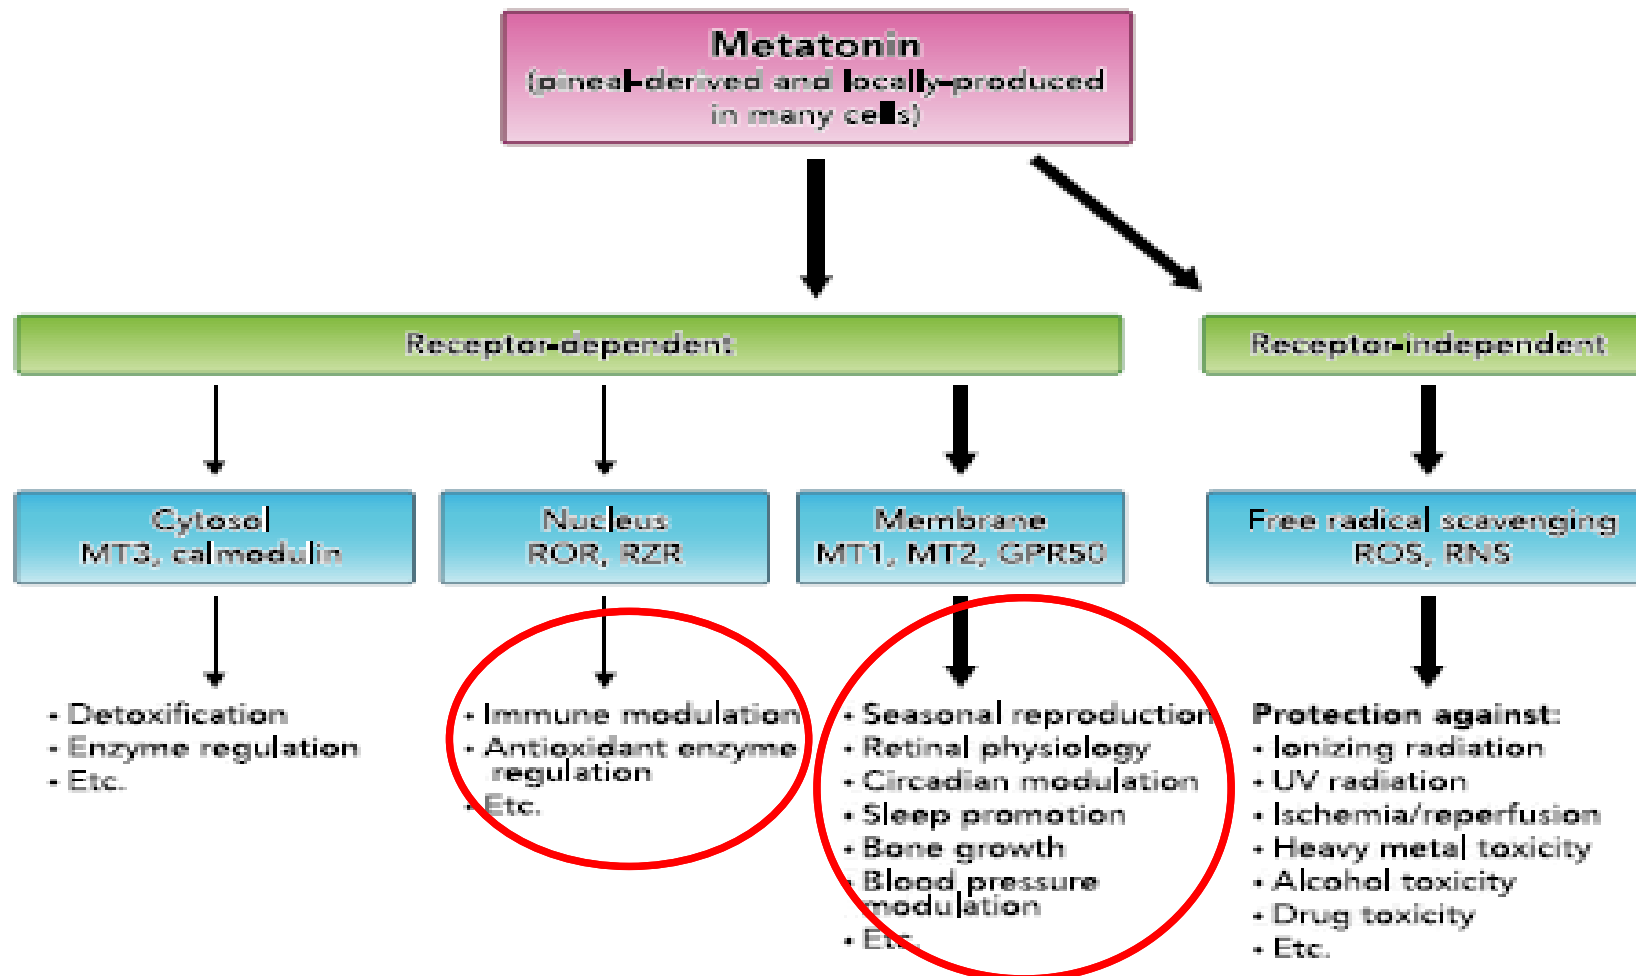 Metatonin
(pineal-derived and locally-produced
in many cells)
Receptor-dependent
Receptor-independent
Cytosol
MT3, calmodulin
Nucleus
ROR, RZR
Membrane
MT1, MT2, GPR50
Free radical scavenging
ROS, RNS
• Detoxification
• Enzyme regulation
• Etc.
• Immune modulation
• Antioxidant enzyme
regulation
• Etc.
• Seasonal reproduction
• Retinal physiology
• Circadian modulation
• Sleep promotion
• Bone growth
• Blood pressure
modulation
• Etc.
Protection against:
• Ionizing radiation
• UV radiation
• Ischemia/reperfusion
• Heavy metal toxicity
• Alcohol toxicity
• Drug toxicity
• Etc.